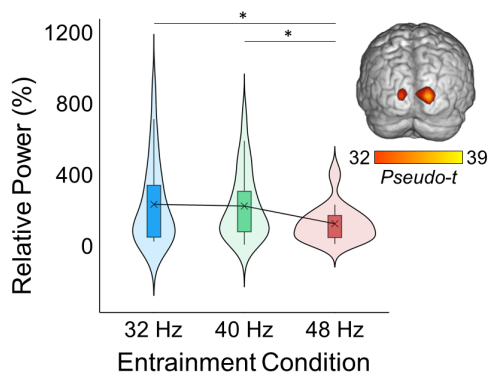 *
*
1200
800
400
0
Relative Power (%)
32 39
Pseudo-t
32 Hz 40 Hz 48 Hz
Entrainment Condition